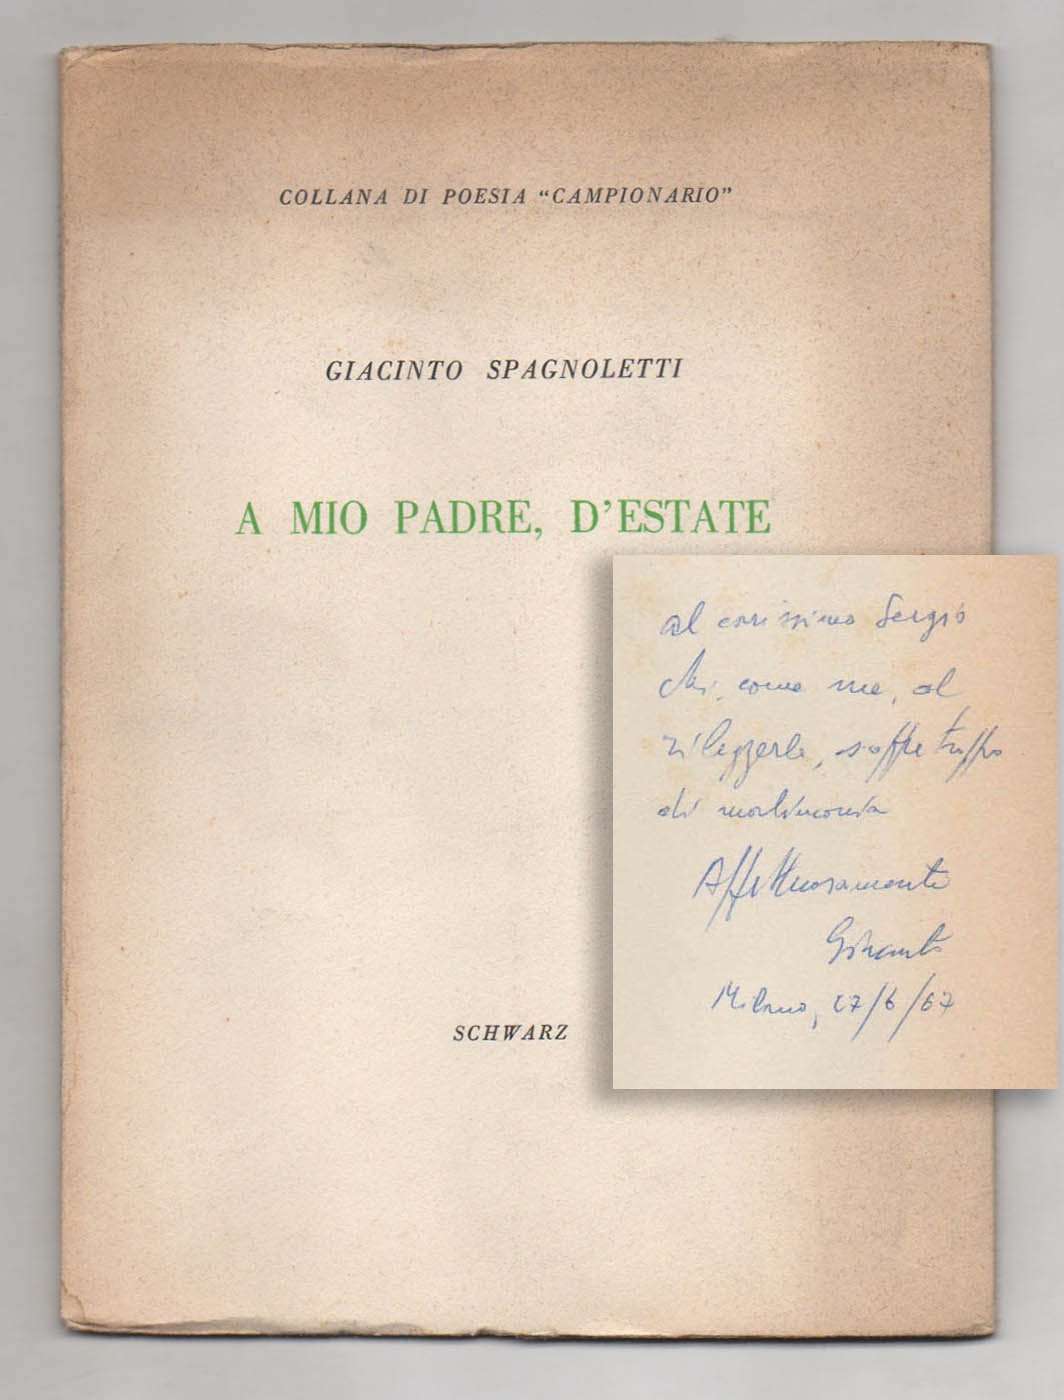 COLLANA DI POESIA "CAMPIONARIO"
GIACINTO SPAGNOLETTI
A MIO PADRE, D'ESTATE
SCHWARZ
al carissimo Sergio
che, come me, al
rileggerle, soffre troppo
di malinconia
Affettuosamente
Giacinto
Milano, 27/6/67